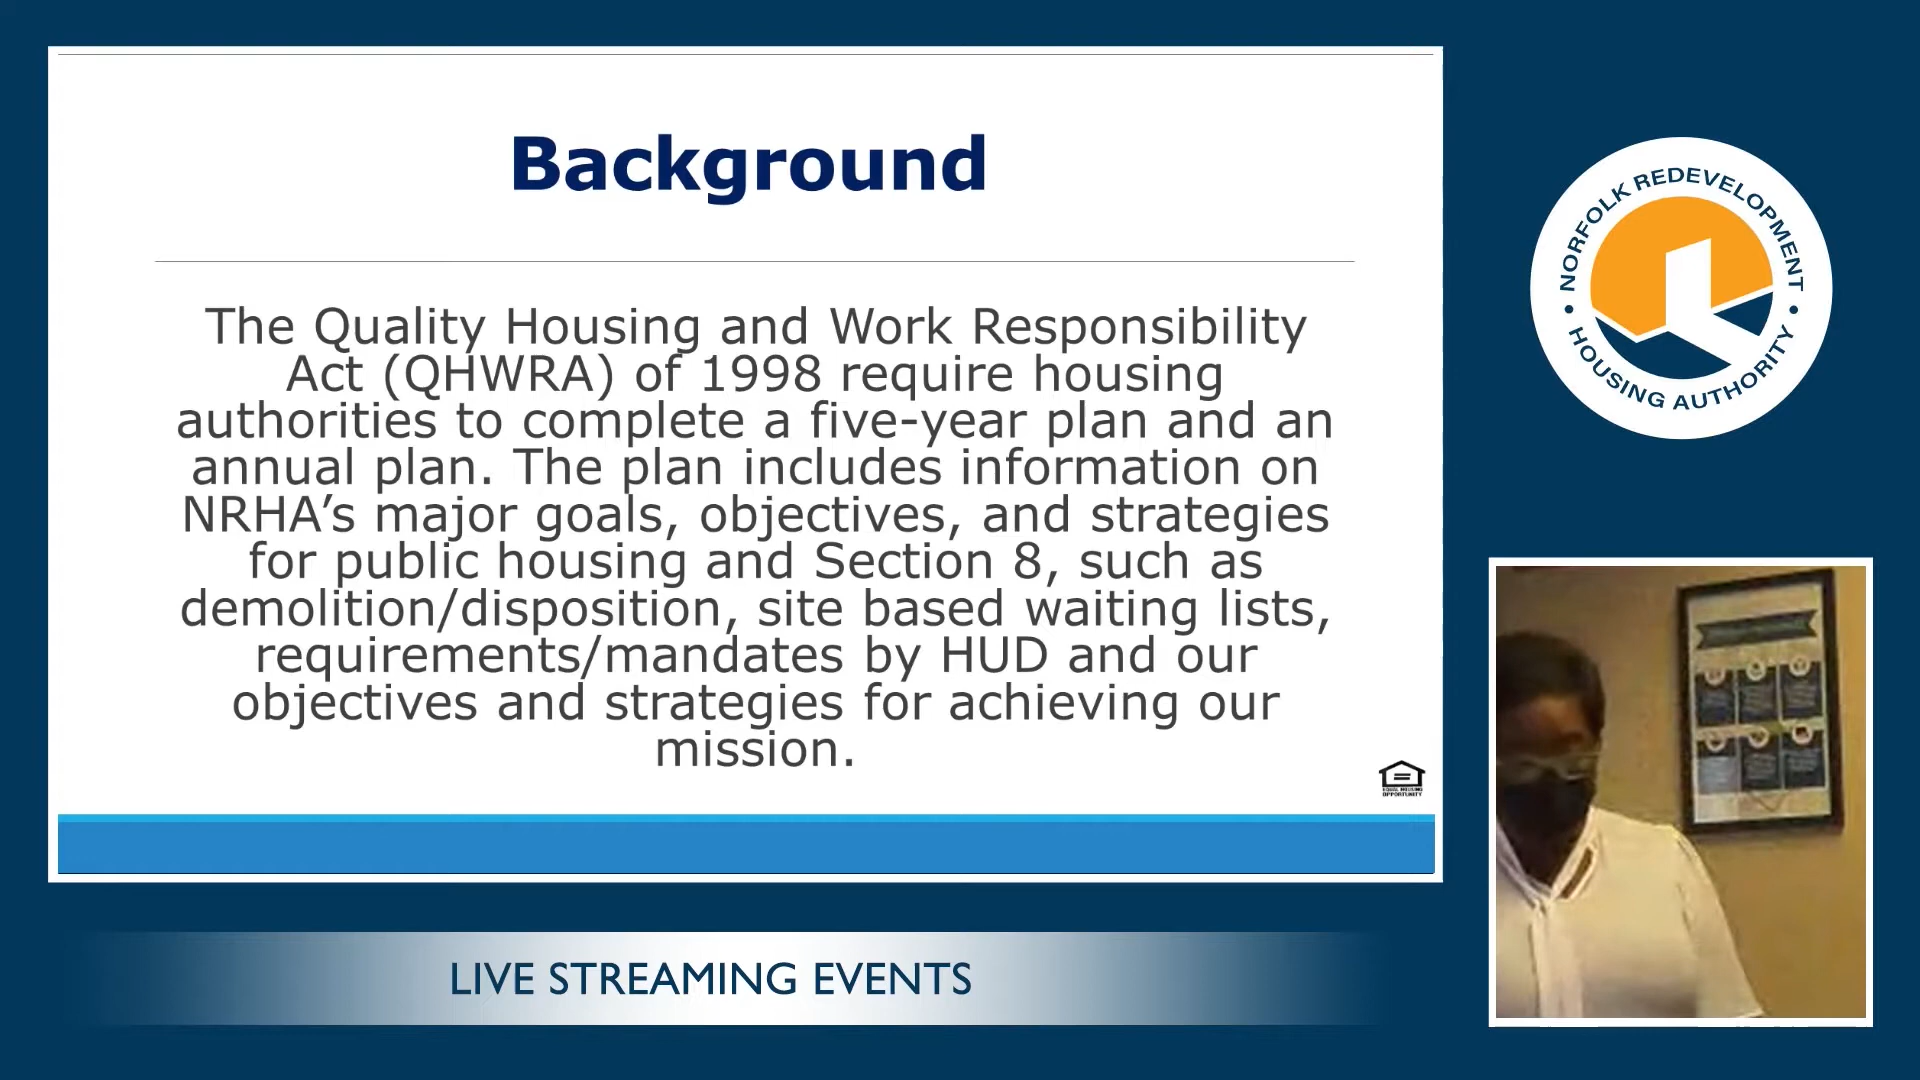 Background
The Quality Housing and Work Responsibility
Act (QHWRA) of 1998 require housing
authorities to complete a five-year plan and an
annual plan. The plan includes information on
NRHA’s major goals, objectives, and strategies
for public housing and Section 8, such as
demolition/disposition, site based waiting lists,
requirements/mandates by HUD and our
objectives and strategies for achieving our
mission.
EQUAL HOUSING
OPPORTUNITY
NORFOLK REDEVELOPMENT
• HOUSING AUTHORITY •
LIVE STREAMING EVENTS